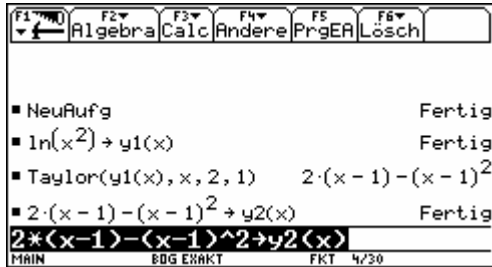 F1 F2 Algebra F3 Calc F4 Andere F5 PrgEA F6 Lösch
NeuAufg Fertig
ln(x²)→y1(x) Fertig
Taylor(y1(x),x,2,1) 2·(x-1)-(x-1)²
2·(x-1)-(x-1)²→y2(x) Fertig
2*(x-1)-(x-1)^2→y2(x)
MAIN BOG EXAKT FKT 4/30